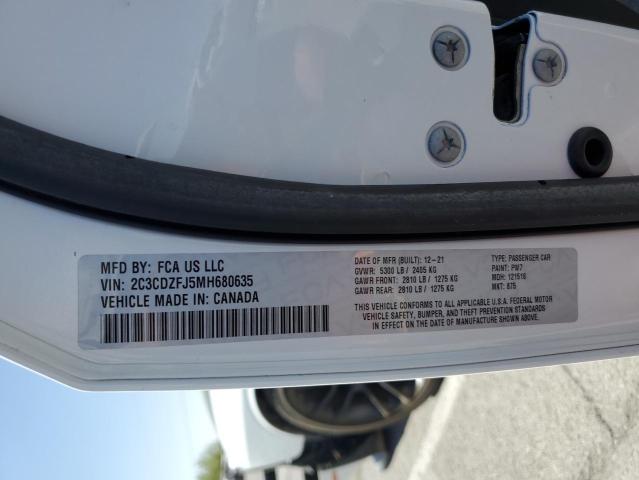 MFD BY: FCA US LLC
VIN: 2C3CDZFJ5MH680635
VEHICLE MADE IN: CANADA
DATE OF MFR (BUILT): 12-21
GVWR: 5300 LB / 2405 KG
GAWR FRONT: 2810 LB / 1275 KG
GAWR REAR: 2810 LB / 1275 KG
TYPE: PASSENGER CAR
PAINT: PW7
MDH: 121516
MKT: 875
THIS VEHICLE CONFORMS TO ALL APPLICABLE U.S.A. FEDERAL MOTOR
VEHICLE SAFETY, BUMPER, AND THEFT PREVENTION STANDARDS
IN EFFECT ON THE DATE OF MANUFACTURE SHOWN ABOVE.